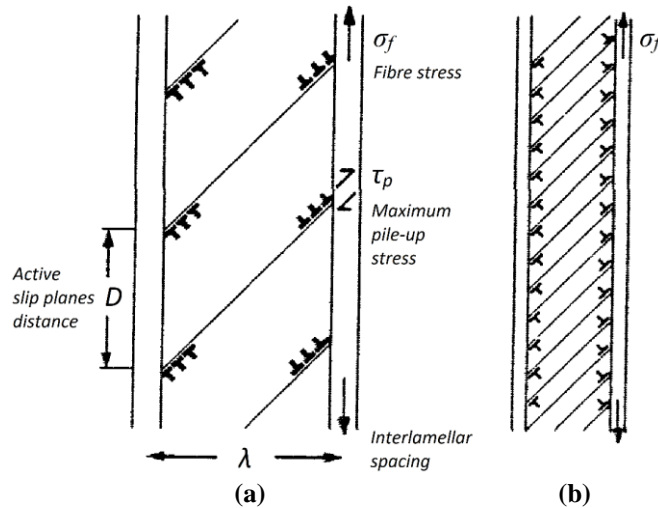 σf
Fibre stress
τp
Maximum
pile-up
stress
Active
slip planes
distance
D
λ
Interlamellar
spacing
(a)
σf
(b)